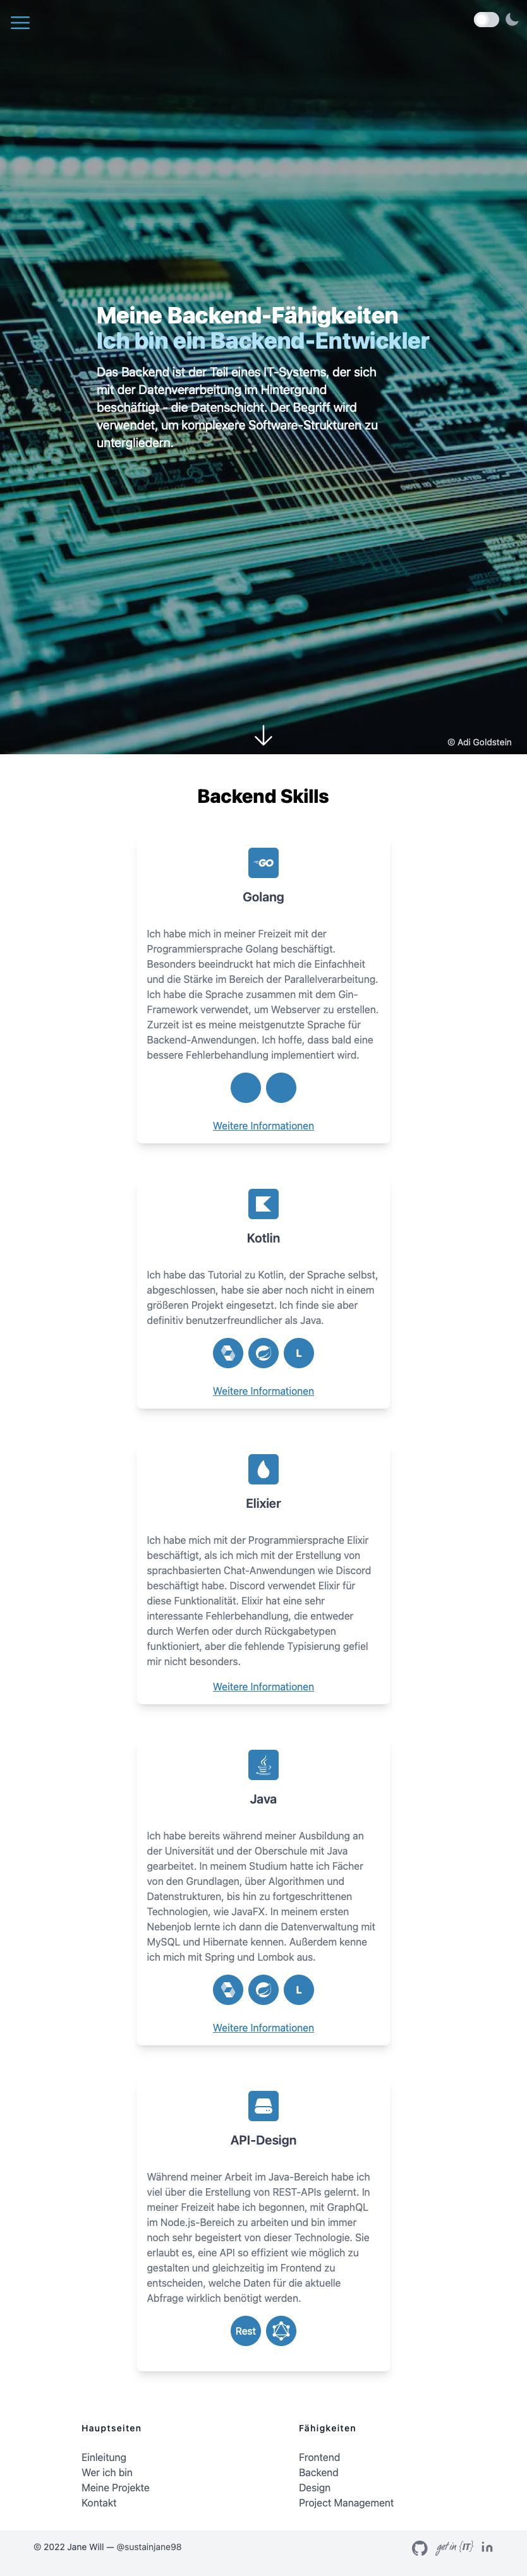 Meine Backend-Fähigkeiten
Ich bin ein Backend-Entwickler
Das Backend ist der Teil eines IT-Systems, der sich
mit der Datenverarbeitung im Hintergrund
beschäftigt - die Datenschicht. Der Begriff wird
verwendet, um komplexere Software-Strukturen zu
untergliedern.
© Adi Goldstein
Backend Skills
GO
Golang
Ich habe mich in meiner Freizeit mit der
Programmiersprache Golang beschäftigt.
Besonders beeindruckt hat mich die Einfachheit
und die Stärke im Bereich der Parallelverarbeitung.
Ich habe die Sprache zusammen mit dem Gin-
Framework verwendet, um Webserver zu erstellen.
Zurzeit ist es meine meistgenutzte Sprache für
Backend-Anwendungen. Ich hoffe, dass bald eine
bessere Fehlerbehandlung implementiert wird.
Weitere Informationen
Kotlin
Ich habe das Tutorial zu Kotlin, der Sprache selbst,
abgeschlossen, habe sie aber noch nicht in einem
größeren Projekt eingesetzt. Ich finde sie aber
definitiv benutzerfreundlicher als Java.
L
Weitere Informationen
Elixier
Ich habe mich mit der Programmiersprache Elixir
beschäftigt, als ich mich mit der Erstellung von
sprachbasierten Chat-Anwendungen wie Discord
beschäftigt habe. Discord verwendet Elixir für
diese Funktionalität. Elixir hat eine sehr
interessante Fehlerbehandlung, die entweder
durch Werfen oder durch Rückgabetypen
funktioniert, aber die fehlende Typisierung gefiel
mir nicht besonders.
Weitere Informationen
Java
Ich habe bereits während meiner Ausbildung an
der Universität und der Oberschule mit Java
gearbeitet. In meinem Studium hatte ich Fächer
von den Grundlagen, über Algorithmen und
Datenstrukturen, bis hin zu fortgeschrittenen
Technologien, wie JavaFX. In meinem ersten
Nebenjob lernte ich dann die Datenverwaltung mit
MySQL und Hibernate kennen. Außerdem kenne
ich mich mit Spring und Lombok aus.
L
Weitere Informationen
API-Design
Während meiner Arbeit im Java-Bereich habe ich
viel über die Erstellung von REST-APIs gelernt. In
meiner Freizeit habe ich begonnen, mit GraphQL
im Node.js-Bereich zu arbeiten und bin immer
noch sehr begeistert von dieser Technologie. Sie
erlaubt es, eine API so effizient wie möglich zu
gestalten und gleichzeitig im Frontend zu
entscheiden, welche Daten für die aktuelle
Abfrage wirklich benötigt werden.
Rest
Hauptseiten
Einleitung
Wer ich bin
Meine Projekte
Kontakt
Fähigkeiten
Frontend
Backend
Design
Project Management
© 2022 Jane Will — @sustainjane98
get in {IT}
in